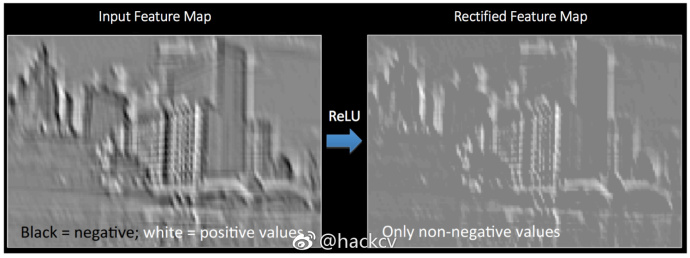 Input Feature Map
Rectified Feature Map
ReLU
Black = negative; white = positive values
Only non-negative values
@hackcv